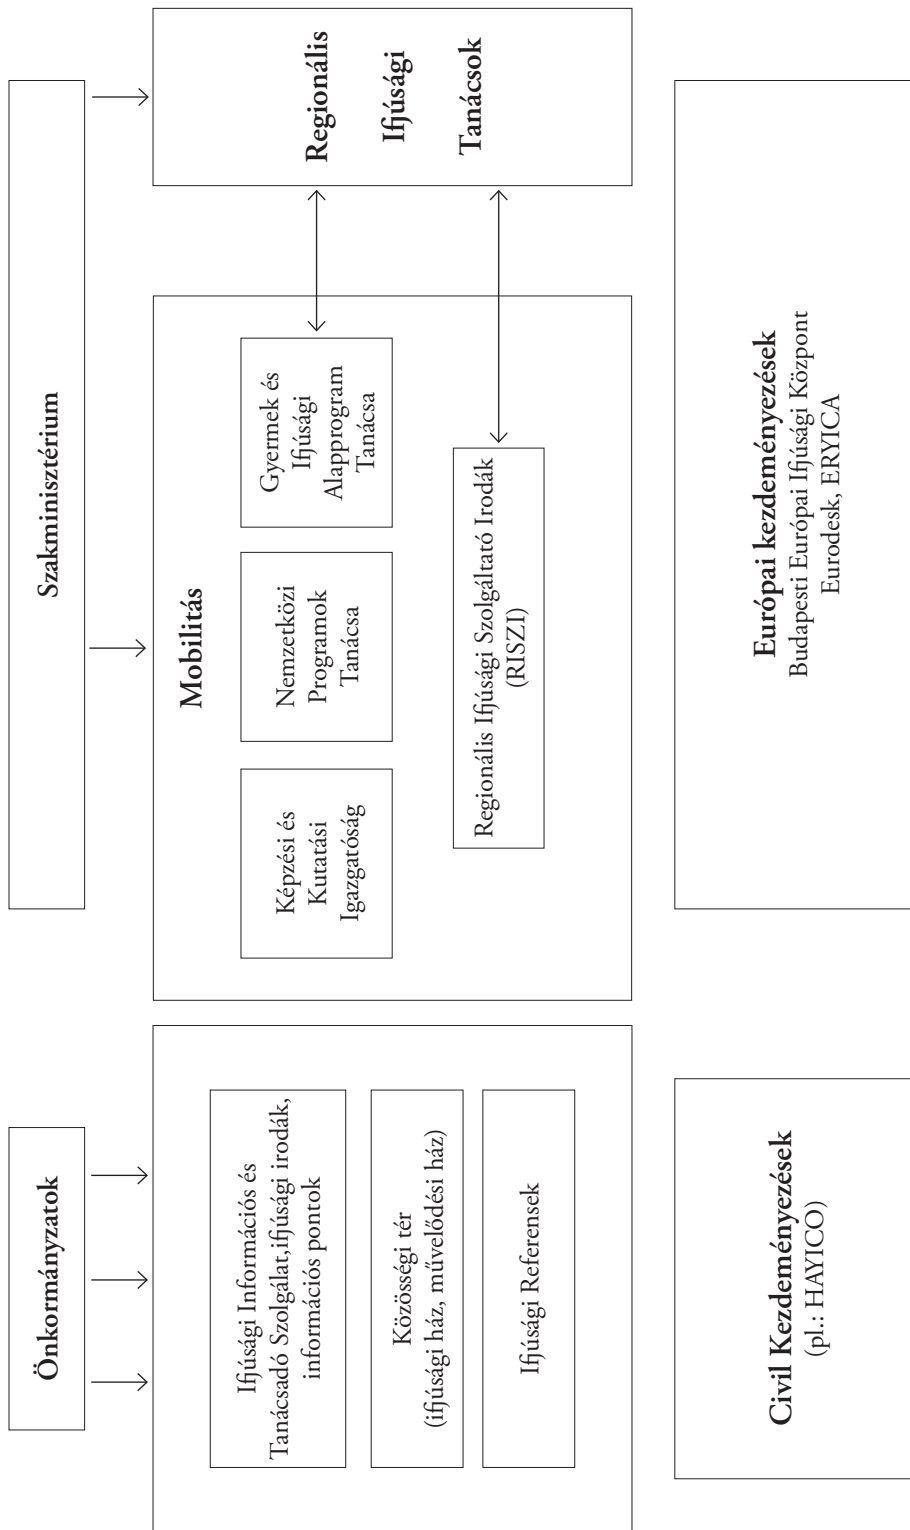 Önkormányzatok
Ifjúsági Információs és
Tanácsadó Szolgálat,ifjúsági irodák,
információs pontok
Közösségi tér
(ifjúsági ház, művelődési ház)
Ifjúsági Referensek
Civil Kezdeményezések
(pl.: HAYICO)
Szakminisztérium
Mobilitás
Képzési és
Kutatási
Igazgatóság
Nemzetközi
Programok
Tanácsa
Gyermek és
Ifjúsági
Alapprogram
Tanácsa
Regionális Ifjúsági Szolgáltató Irodák
(RISZI)
Regionális
Ifjúsági
Tanácsok
Európai kezdeményezések
Budapesti Európai Ifjúsági Központ
Eurodesk, ERYICA